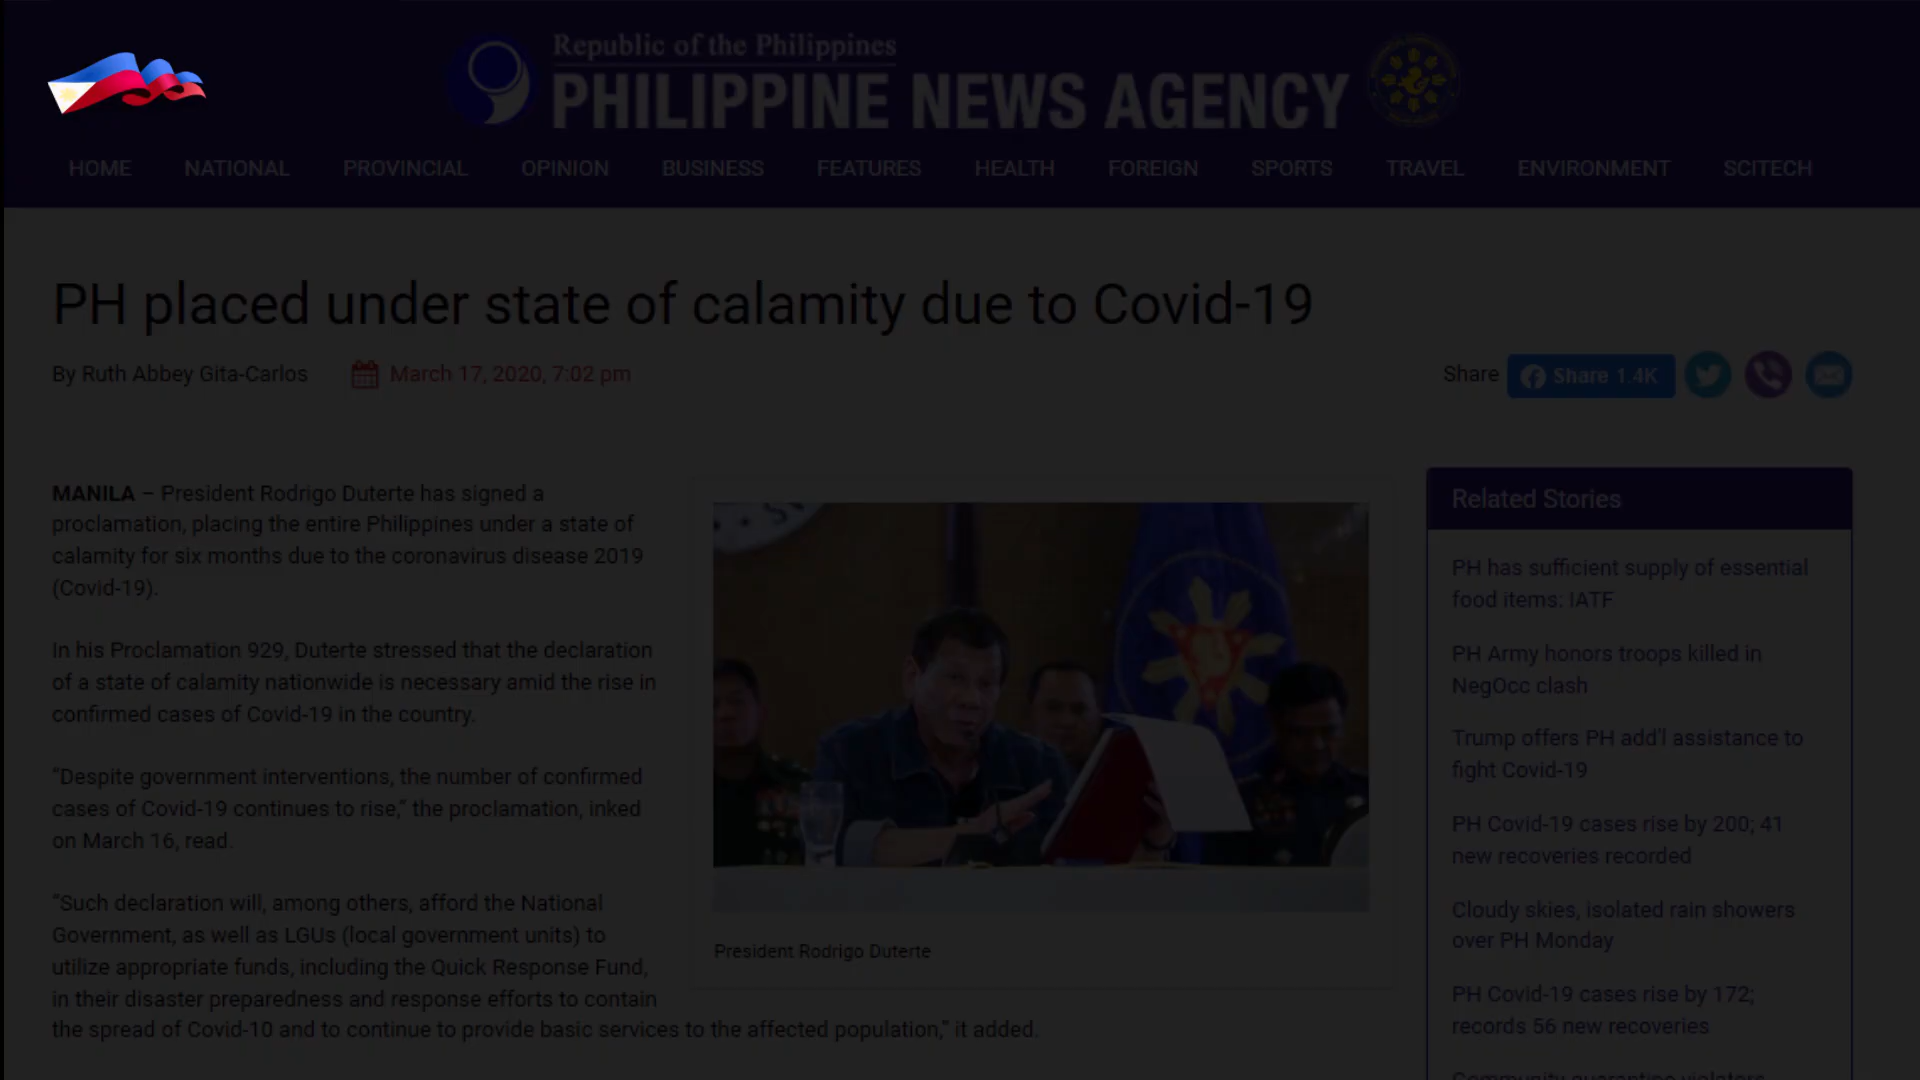 Republic of the Philippines
PHILIPPINE NEWS AGENCY
HOME NATIONAL PROVINCIAL OPINION BUSINESS FEATURES HEALTH FOREIGN SPORTS TRAVEL ENVIRONMENT SCITECH
PH placed under state of calamity due to Covid-19
By Ruth Abbey Gita-Carlos March 17, 2020, 7:02 pm
Share Share 1.4K
MANILA – President Rodrigo Duterte has signed a
proclamation, placing the entire Philippines under a state of
calamity for six months due to the coronavirus disease 2019
(Covid-19).
In his Proclamation 929, Duterte stressed that the declaration
of a state of calamity nationwide is necessary amid the rise in
confirmed cases of Covid-19 in the country.
“Despite government interventions, the number of confirmed
cases of Covid-19 continues to rise,” the proclamation, inked
on March 16, read.
“Such declaration will, among others, afford the National
Government, as well as LGUs (local government units) to
utilize appropriate funds, including the Quick Response Fund,
in their disaster preparedness and response efforts to contain
the spread of Covid-10 and to continue to provide basic services to the affected population,” it added.
President Rodrigo Duterte
Related Stories
PH has sufficient supply of essential
food items: IATF
PH Army honors troops killed in
NegOcc clash
Trump offers PH add'l assistance to
fight Covid-19
PH Covid-19 cases rise by 200; 41
new recoveries recorded
Cloudy skies, isolated rain showers
over PH Monday
PH Covid-19 cases rise by 172;
records 56 new recoveries
Community quarantine violators